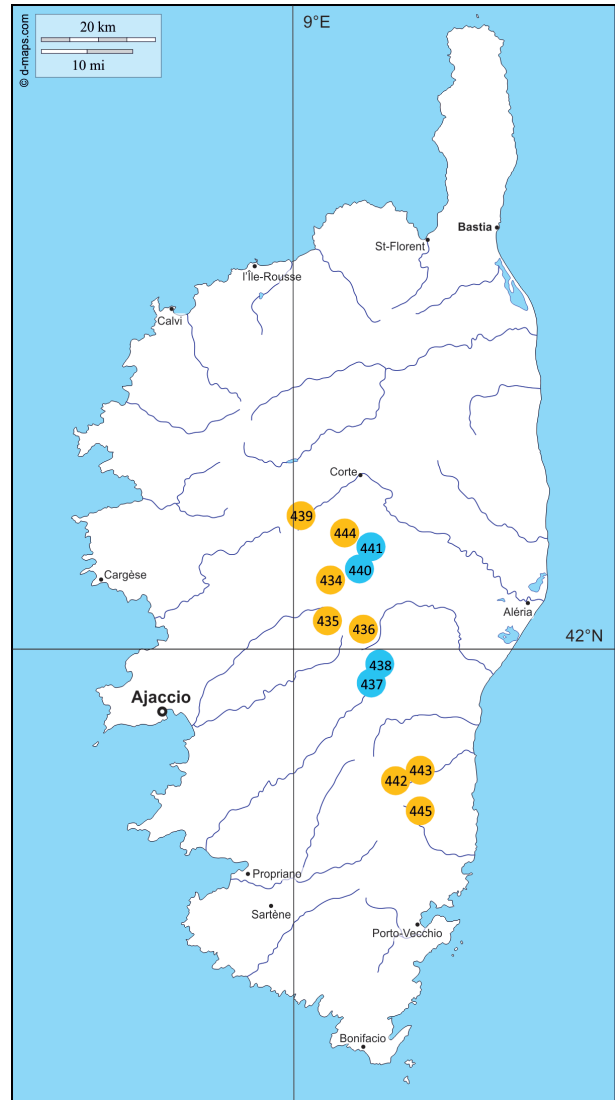 20 km
10 mi
© d-maps.com
9°E
Bastia
St-Florent
l'Île-Rousse
Calvi
Corte
439
444
441
440
434
Cargèse
Aléria
435
436
42°N
438
437
Ajaccio
443
442
445
Propriano
Sartène
Porto-Vecchio
Bonifacio